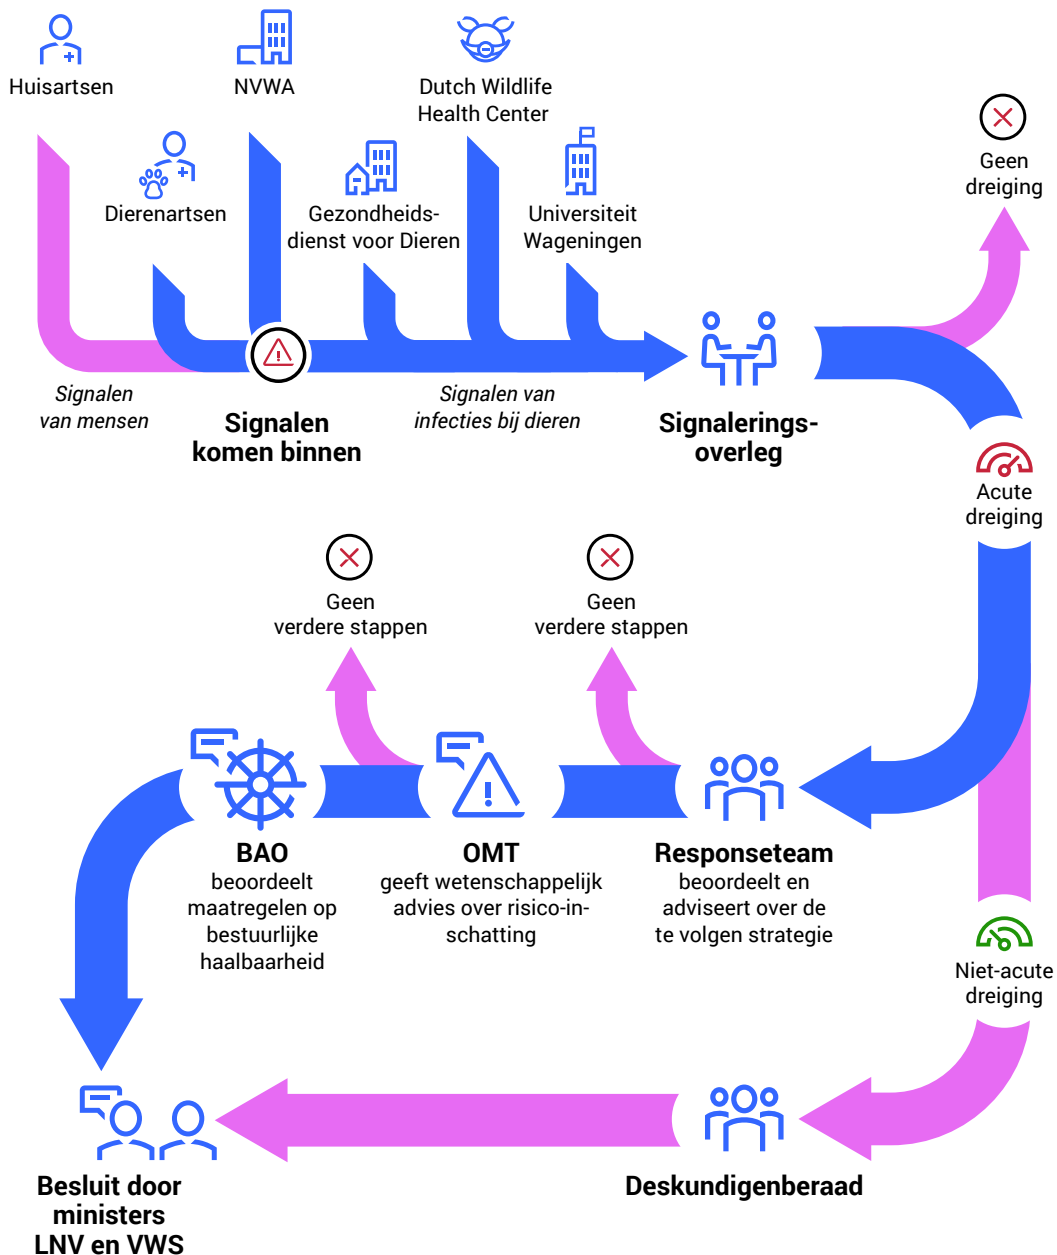 Huisartsen
NVWA
Dutch Wildlife
Health Center
Dierenartsen
Gezondheids-
dienst voor Dieren
Universiteit
Wageningen
Geen
dreiging
Signalen
van mensen
Signalen
komen binnen
Signalen van
infecties bij dieren
Signalerings-
overleg
Acute
dreiging
Geen
verdere stappen
Geen
verdere stappen
BAO
beoordeelt
maatregelen op
bestuurlijke
haalbaarheid
OMT
geeft wetenschappelijk
advies over risico-in-
schatting
Responseteam
beoordeelt en
adviseert over de
te volgen strategie
Niet-acute
dreiging
Besluit door
ministers
LNV en VWS
Deskundigenberaad